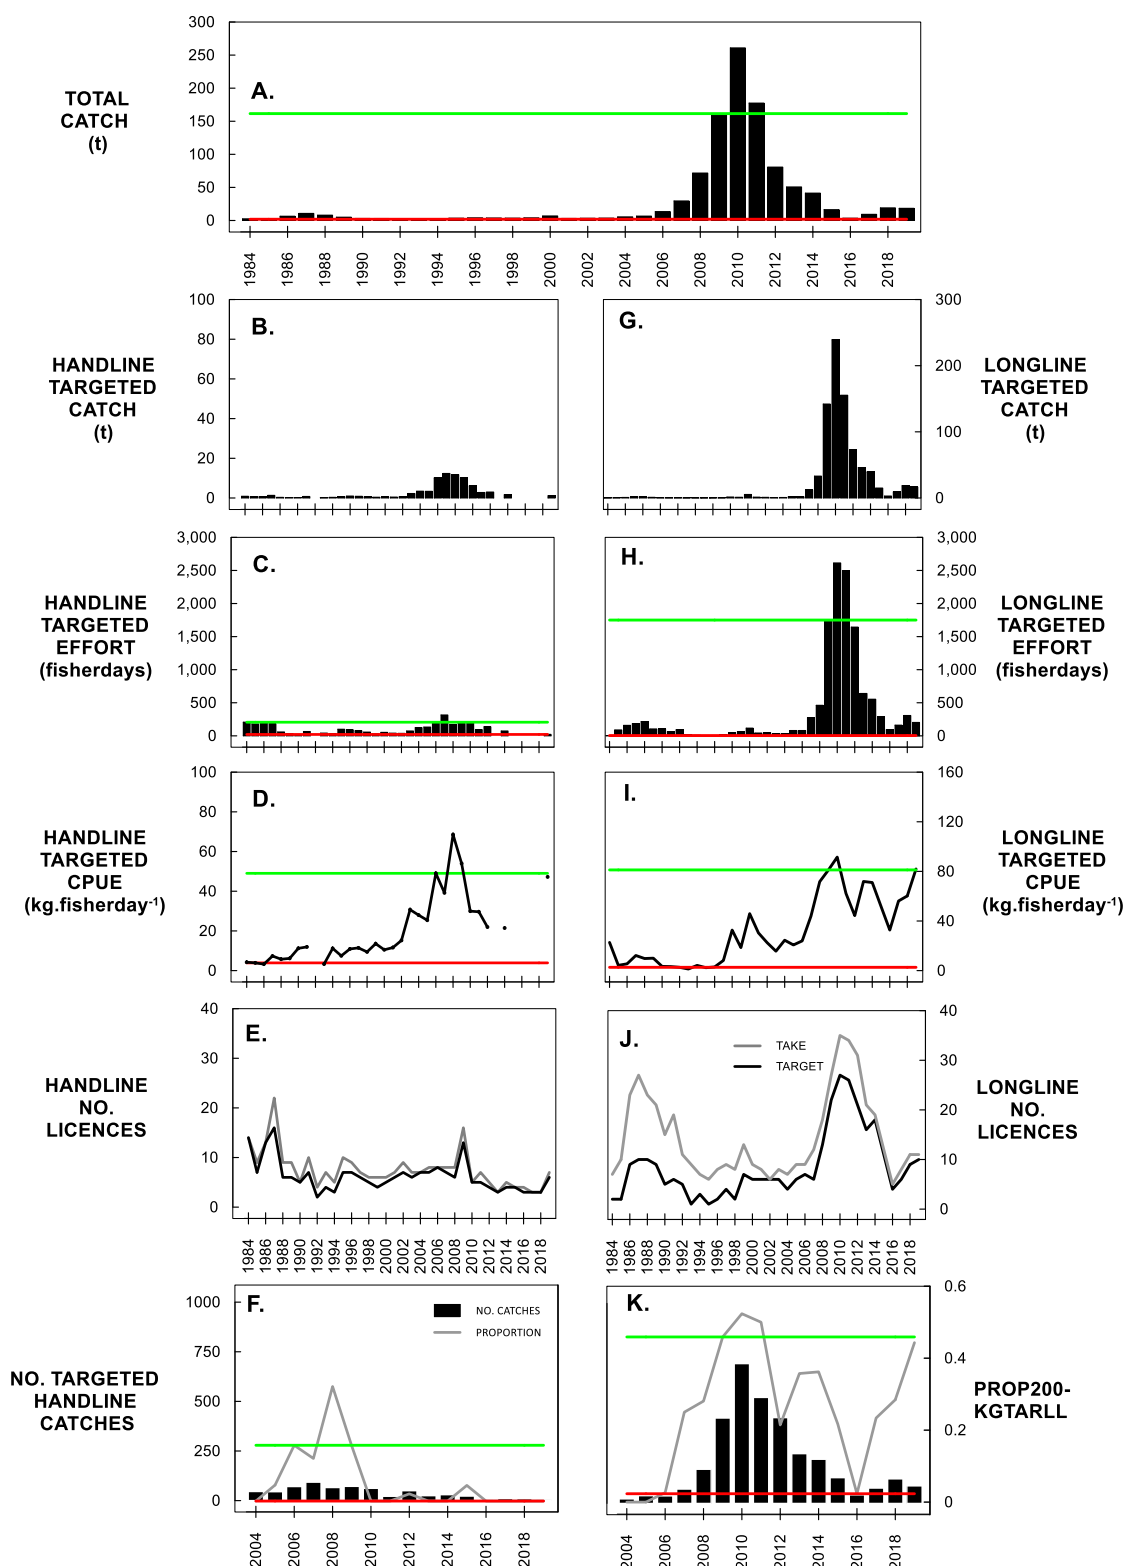 300
250
200
150
100
50
0
A.
TOTAL
CATCH
(t)
1984 1986 1988 1990 1992 1994 1996 1998 2000 2002 2004 2006 2008 2010 2012 2014 2016 2018
100
80
60
40
20
0
B.
HANDLINE
TARGETED
CATCH
(t)
G.
300
200
100
0
LONGLINE
TARGETED
CATCH
(t)
3,000
2,500
2,000
1,500
1,000
500
0
C.
HANDLINE
TARGETED
EFFORT
(fisherdays)
H.
3,000
2,500
2,000
1,500
1,000
500
0
LONGLINE
TARGETED
EFFORT
(fisherdays)
100
80
60
40
20
0
D.
HANDLINE
TARGETED
CPUE
(kg.fisherday-1)
I.
160
120
80
40
0
LONGLINE
TARGETED
CPUE
(kg.fisherday-1)
40
30
20
10
0
E.
HANDLINE
NO.
LICENCES
1984 1986 1988 1990 1992 1994 1996 1998 2000 2002 2004 2006 2008 2010 2012 2014 2016 2018
J.
TAKE
TARGET
40
30
20
10
0
LONGLINE
NO.
LICENCES
1984 1986 1988 1990 1992 1994 1996 1998 2000 2002 2004 2006 2008 2010 2012 2014 2016 2018
1000
750
500
250
0
F.
NO. CATCHES
PROPORTION
NO. TARGETED
HANDLINE
CATCHES
2004 2006 2008 2010 2012 2014 2016 2018
K.
0.6
0.4
0.2
0
PROP200-
KGTARLL
2004 2006 2008 2010 2012 2014 2016 2018